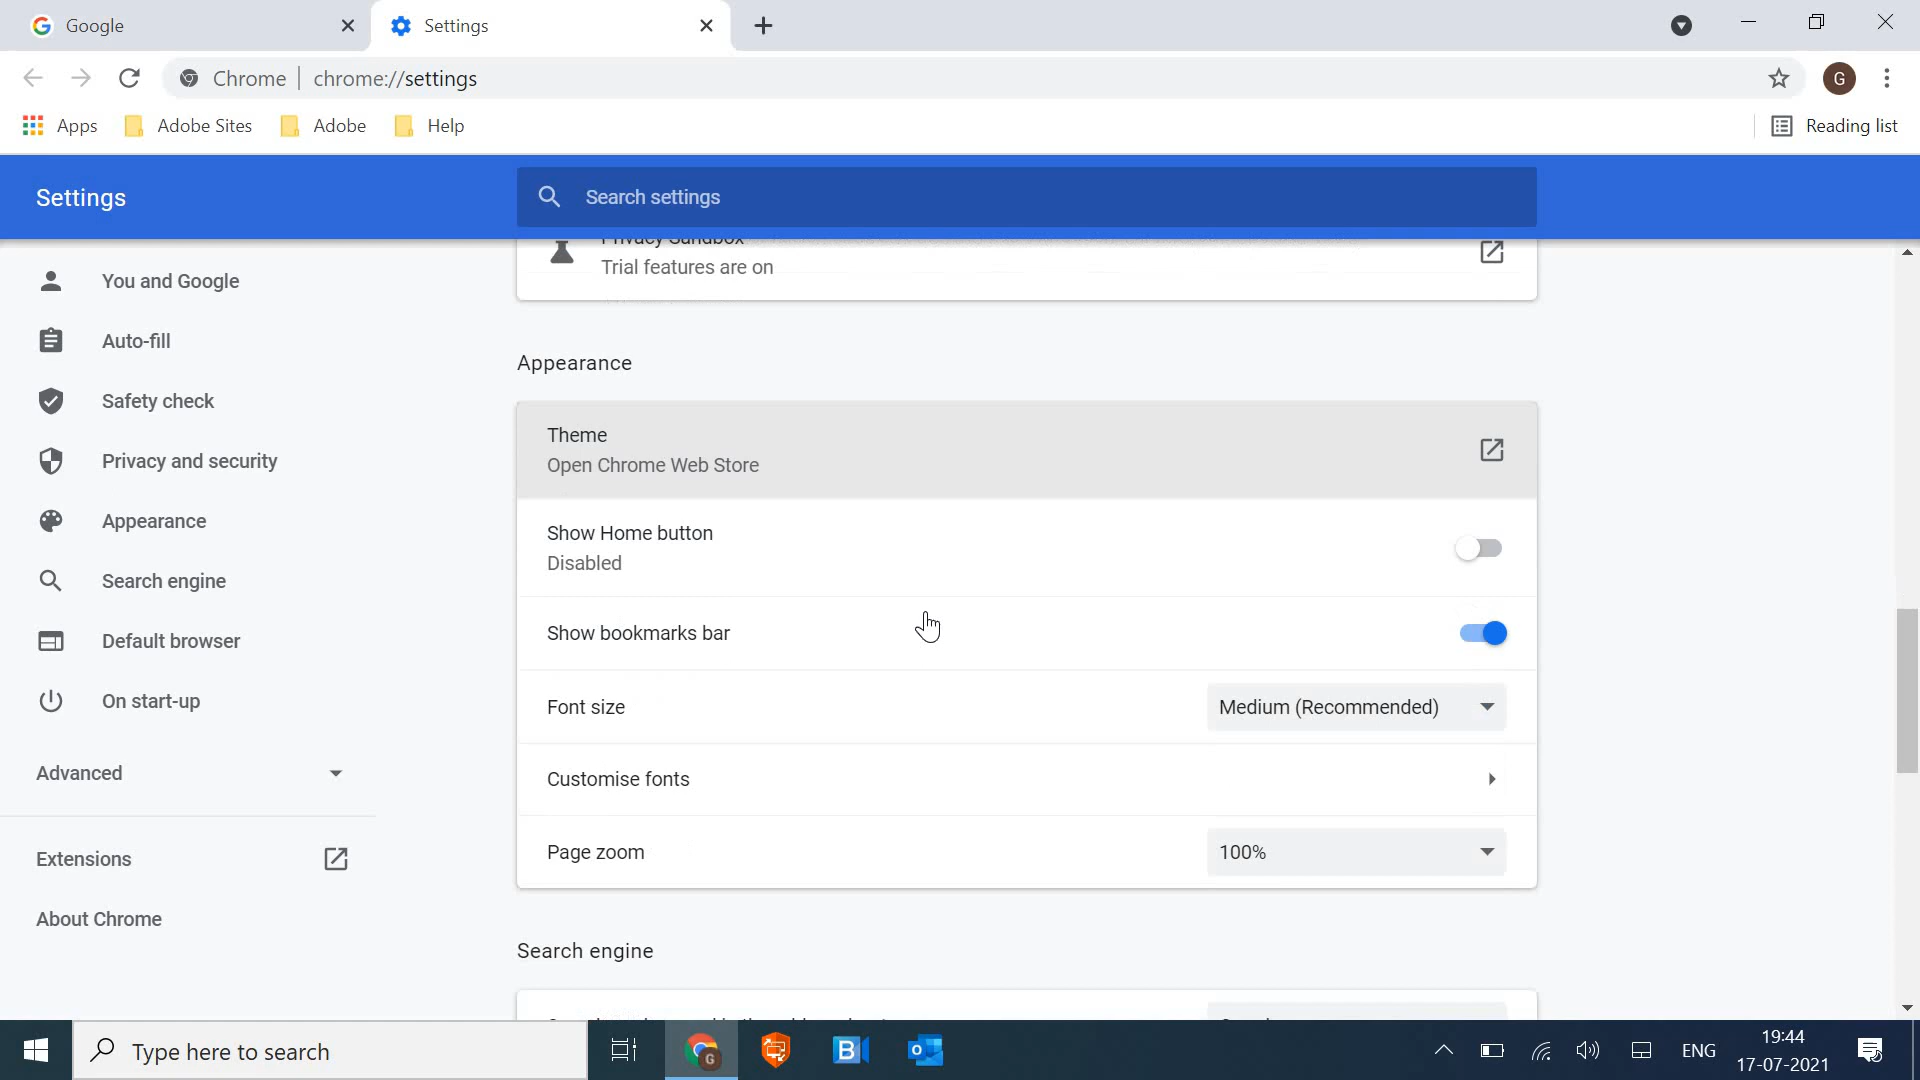 Google
Settings
Chrome | chrome://settings
G
Apps
Adobe Sites
Adobe
Help
Reading list
Settings
Search settings
Privacy Sandbox
Trial features are on
You and Google
Auto-fill
Safety check
Privacy and security
Appearance
Search engine
Default browser
On start-up
Advanced
Extensions
About Chrome
Appearance
Theme
Open Chrome Web Store
Show Home button
Disabled
Show bookmarks bar
Font size
Medium (Recommended)
Customise fonts
Page zoom
100%
Search engine
Type here to search
G
B
ENG
19:44
17-07-2021